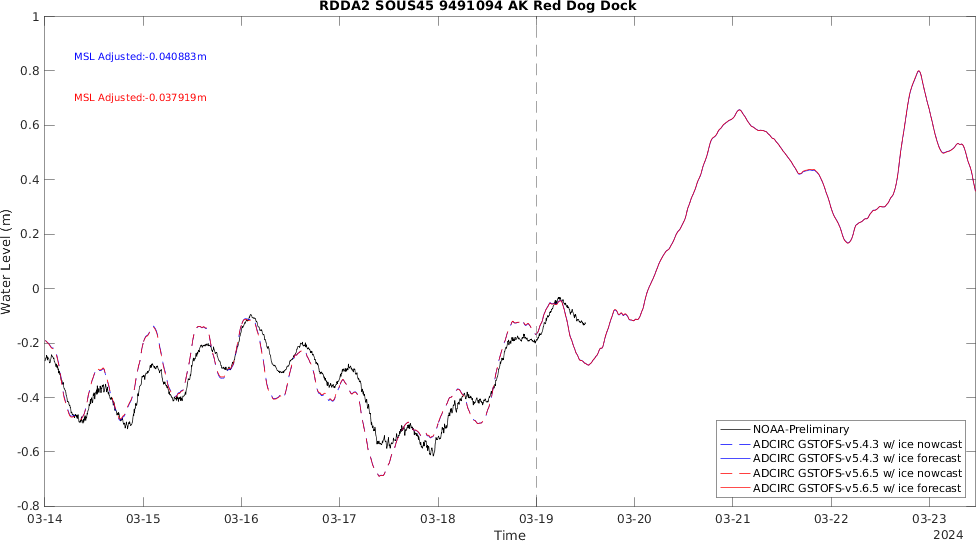 RDDA2 SOUS45 9491094 AK Red Dog Dock
MSL Adjusted:-0.040883m
MSL Adjusted:-0.037919m
1
0.8
0.6
0.4
0.2
0
-0.2
-0.4
-0.6
-0.8
Water Level (m)
NOAA-Preliminary
ADCIRC GSTOFS-v5.4.3 w/ ice nowcast
ADCIRC GSTOFS-v5.4.3 w/ ice forecast
ADCIRC GSTOFS-v5.6.5 w/ ice nowcast
ADCIRC GSTOFS-v5.6.5 w/ ice forecast
03-14 03-15 03-16 03-17 03-18 03-19 03-20 03-21 03-22 03-23
Time
2024